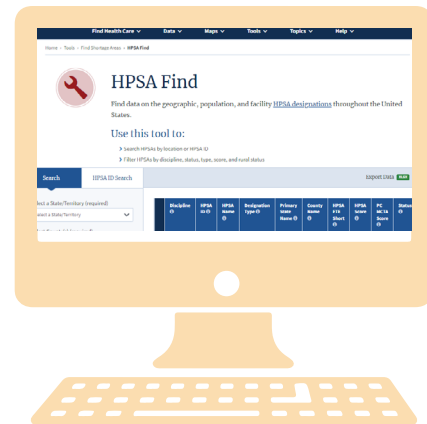 Find Health Care Data Maps Tools Topics Help
Home › Tools › Find Shortage Areas › HPSA Find
HPSA Find
Find data on the geographic, population, and facility HPSA designations throughout the United
States.
Use this tool to:
› Search HPSAs by location or HPSA ID
› Filter HPSAs by discipline, status, type, score, and rural status
Search HPSA ID Search Export Data
Select a State/Territory (required)
Select a State/Territory
Discipline HPSA ID HPSA Name Designation Type Primary State Name County Name HPSA FTE Short HPSA Score PC MCTA Score Status